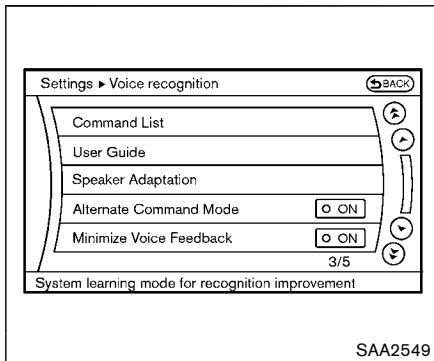 Settings ▸ Voice recognition
BACK
Command List
User Guide
Speaker Adaptation
Alternate Command Mode ON
Minimize Voice Feedback ON
3/5
System learning mode for recognition improvement
SAA2549